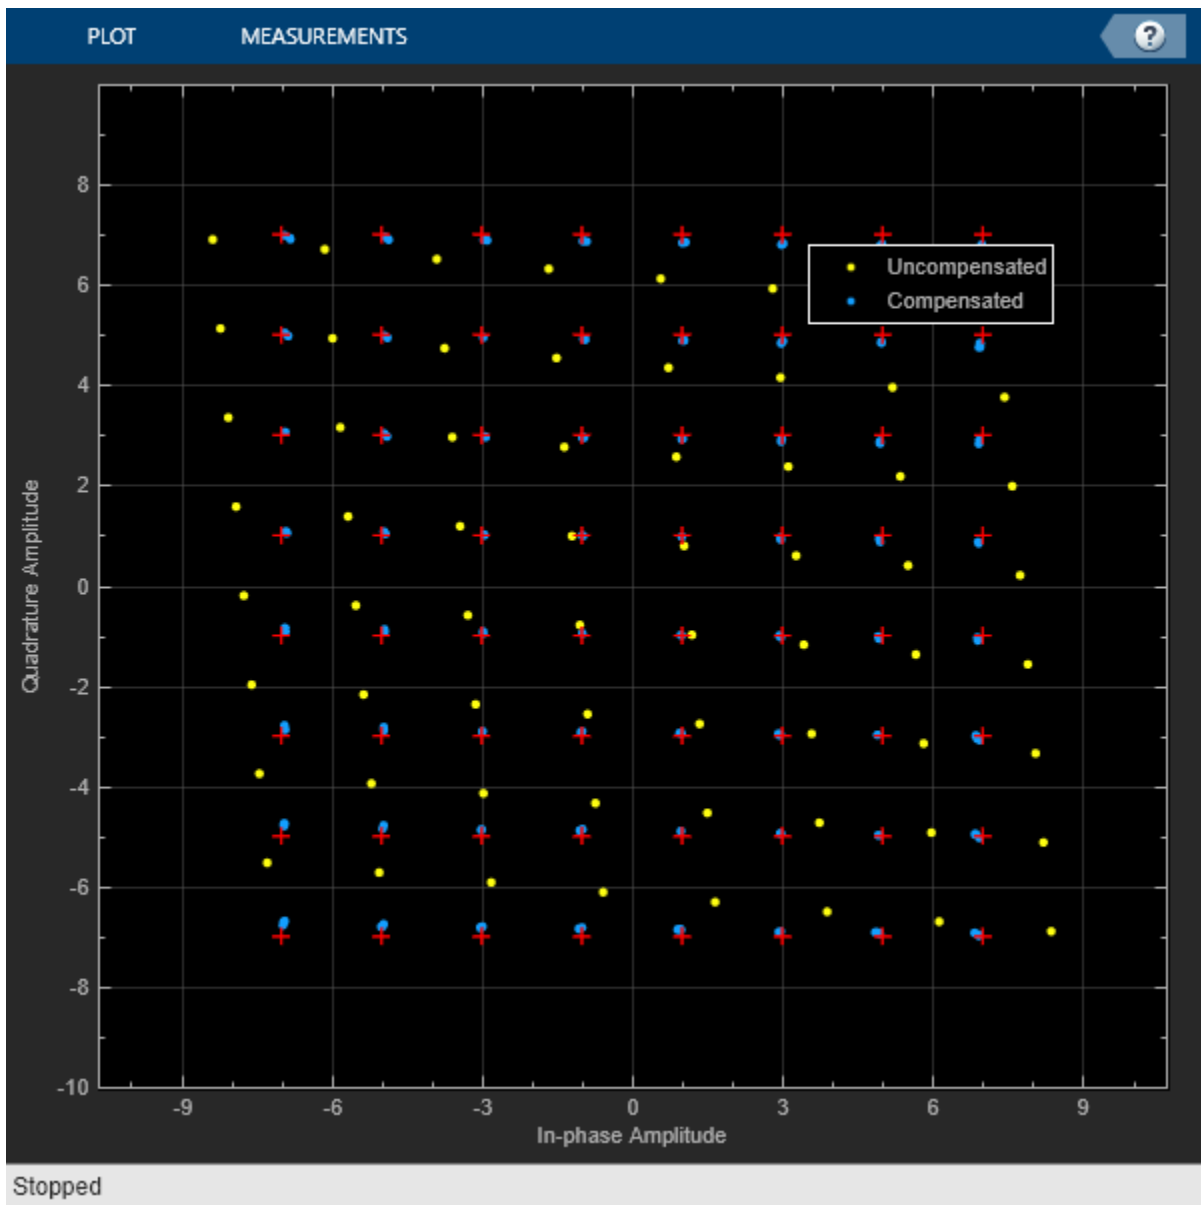 PLOT MEASUREMENTS ?
8
6
4
2
0
-2
-4
-6
-8
-10
Quadrature Amplitude
Uncompensated
Compensated
-9 -6 -3 0 3 6 9
In-phase Amplitude
Stopped